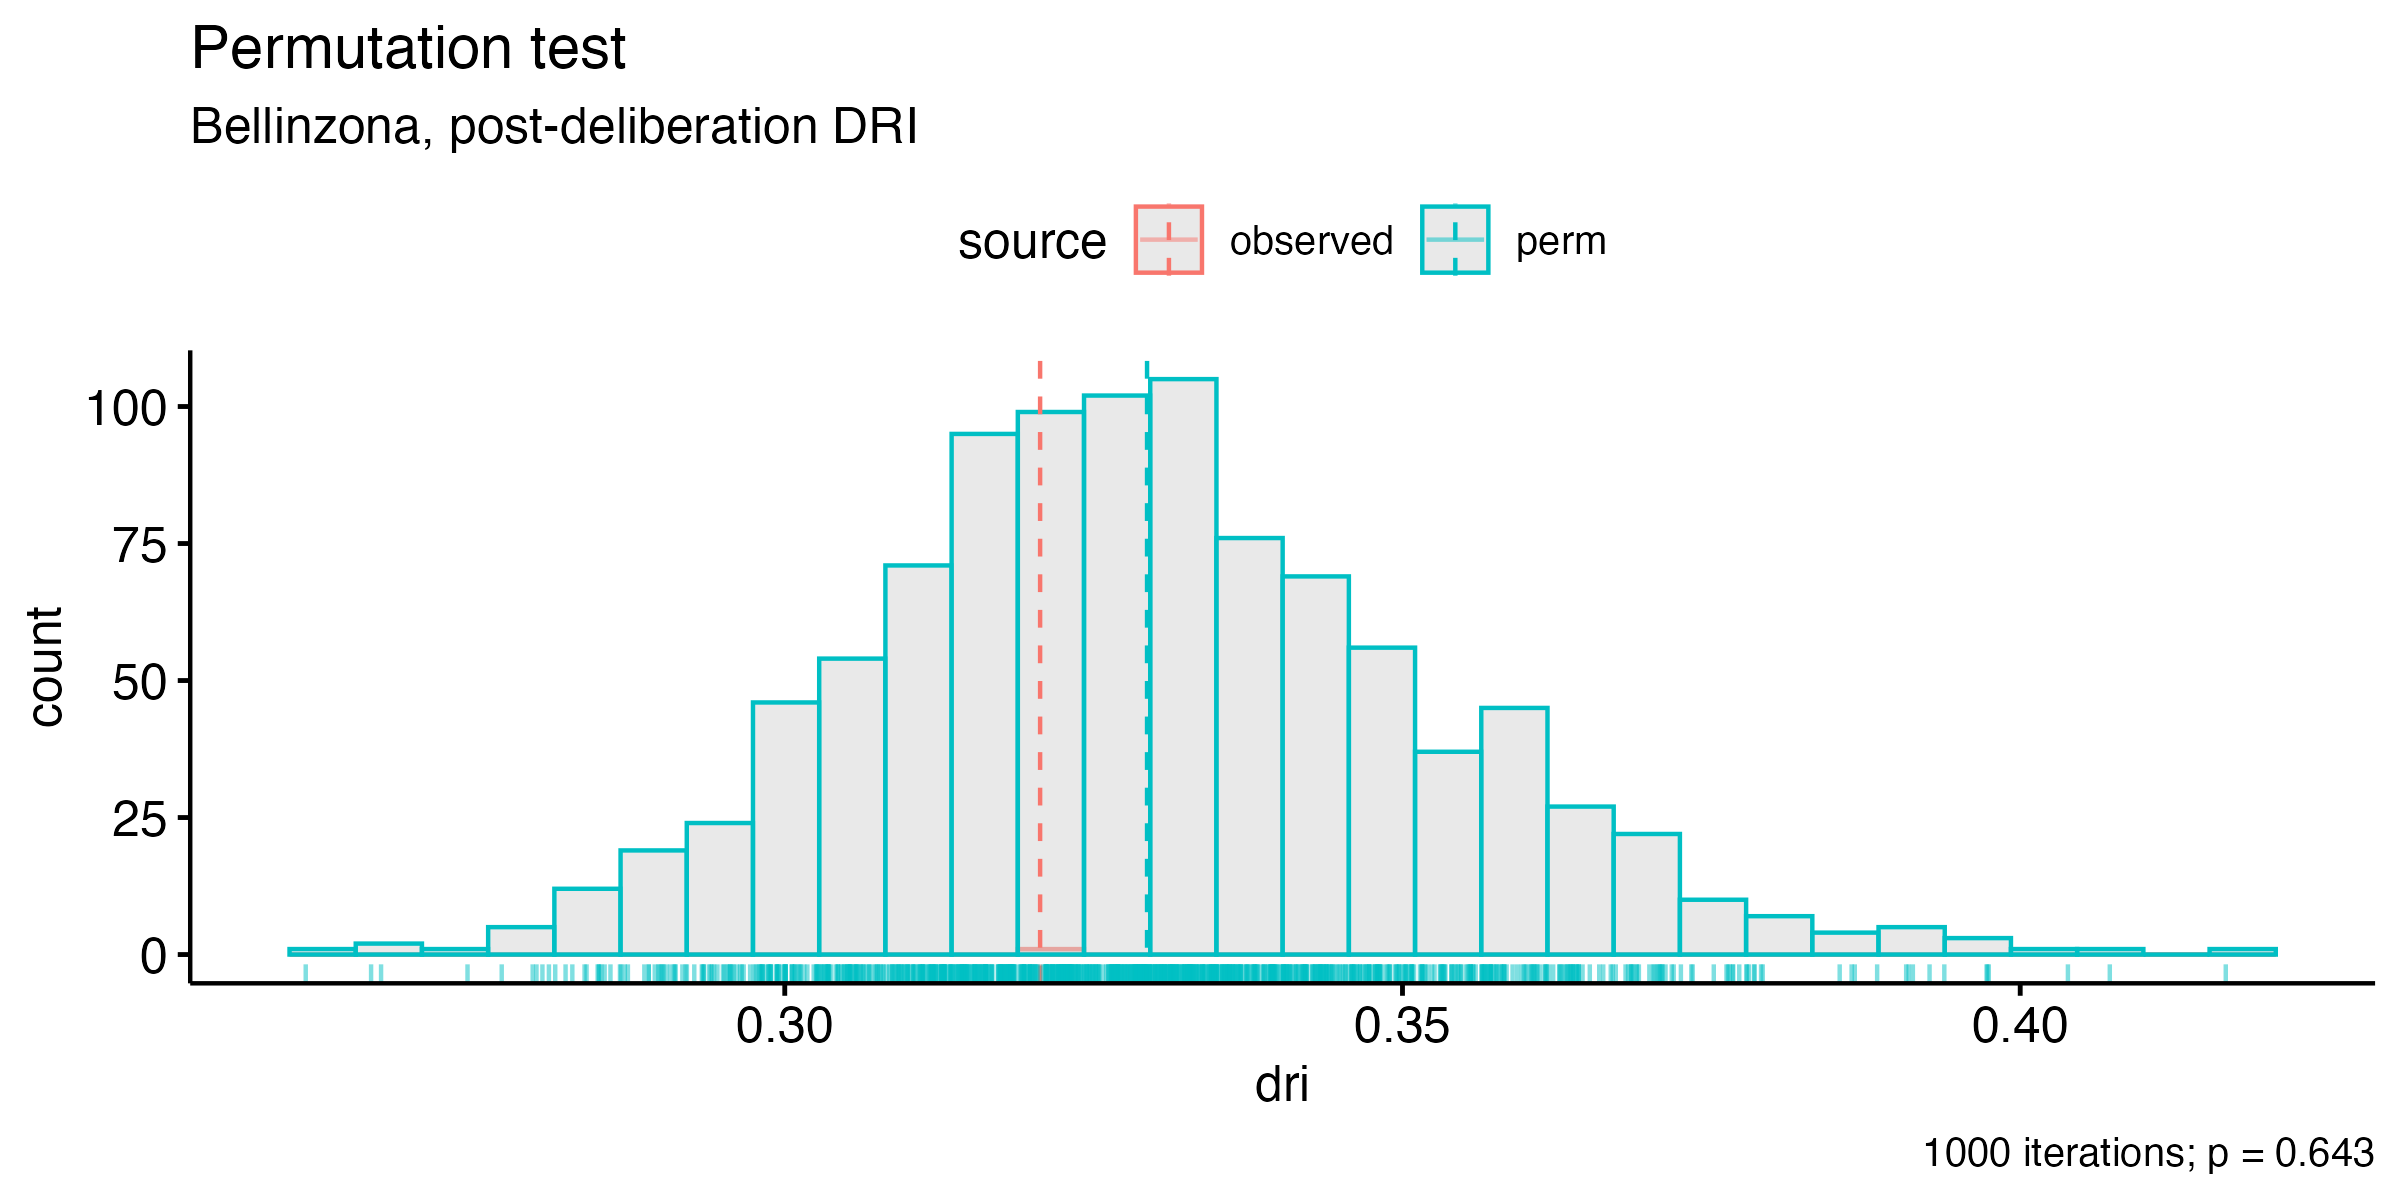 Permutation test
Bellinzona, post-deliberation DRI
source observed perm
100
75
50
25
0
count
0.30 0.35 0.40
dri
1000 iterations; p = 0.643